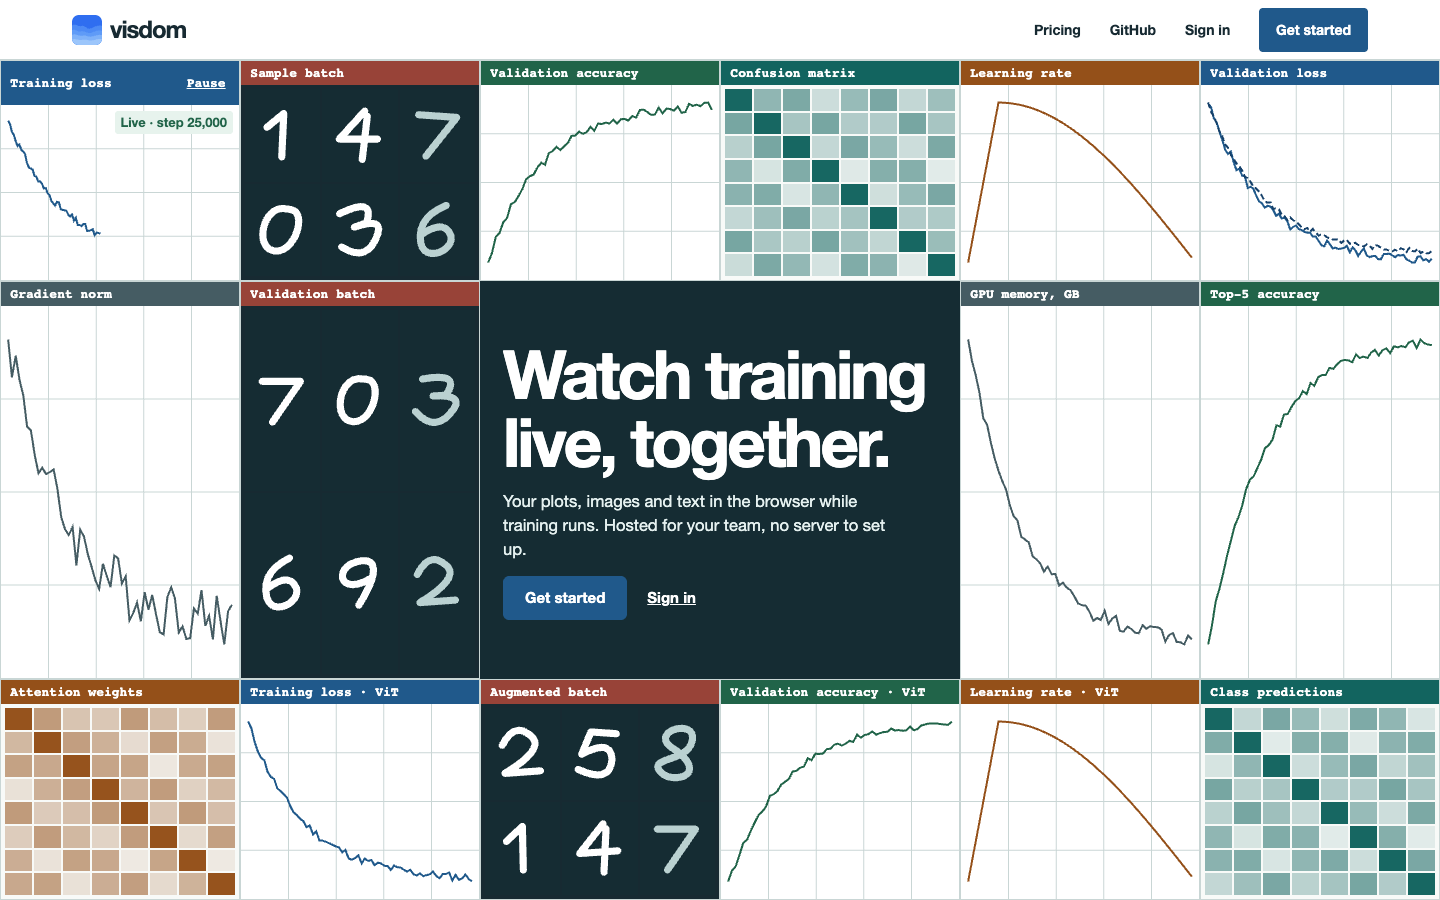 visdom
Pricing GitHub Sign in Get started
Training loss Pause
Live · step 25,000
Sample batch
1 4 7
0 3 6
Validation accuracy
Confusion matrix
Learning rate
Validation loss
Gradient norm
Validation batch
7 0 3
6 9 2
Watch training
live, together.
Your plots, images and text in the browser while
training runs. Hosted for your team, no server to set
up.
Get started Sign in
GPU memory, GB
Top-5 accuracy
Attention weights
Training loss · ViT
Augmented batch
2 5 8
1 4 7
Validation accuracy · ViT
Learning rate · ViT
Class predictions